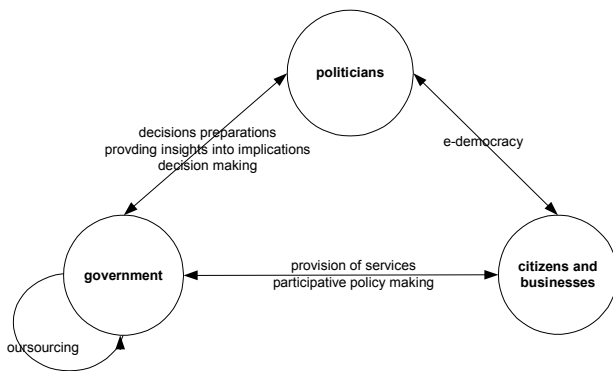 politicians
decisions preparations
provding insights into implications
decision making
e-democracy
government
provision of services
participative policy making
citizens and
businesses
oursourcing